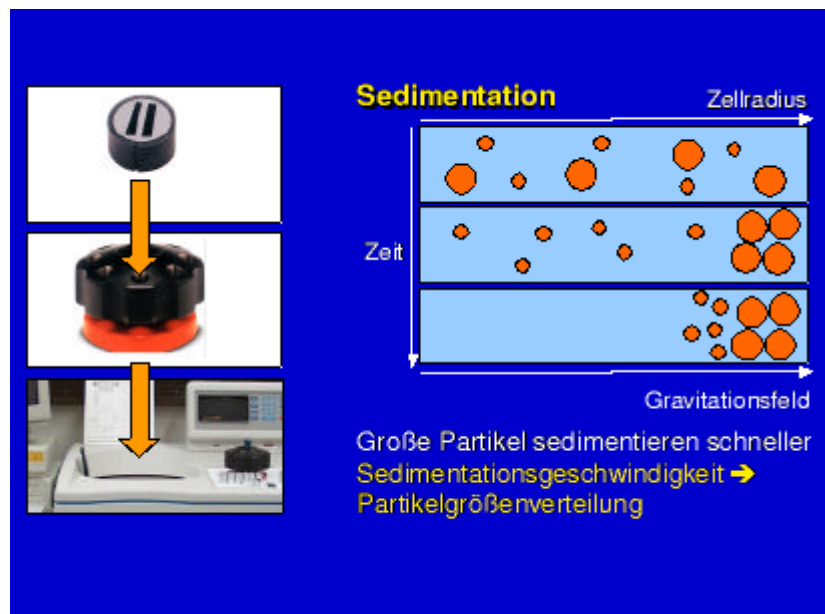 Sedimentation
Zellradius
Zeit
Gravitationsfeld
Große Partikel sedimentieren schneller
Sedimentationsgeschwindigkeit ➔
Partikelgrößenverteilung